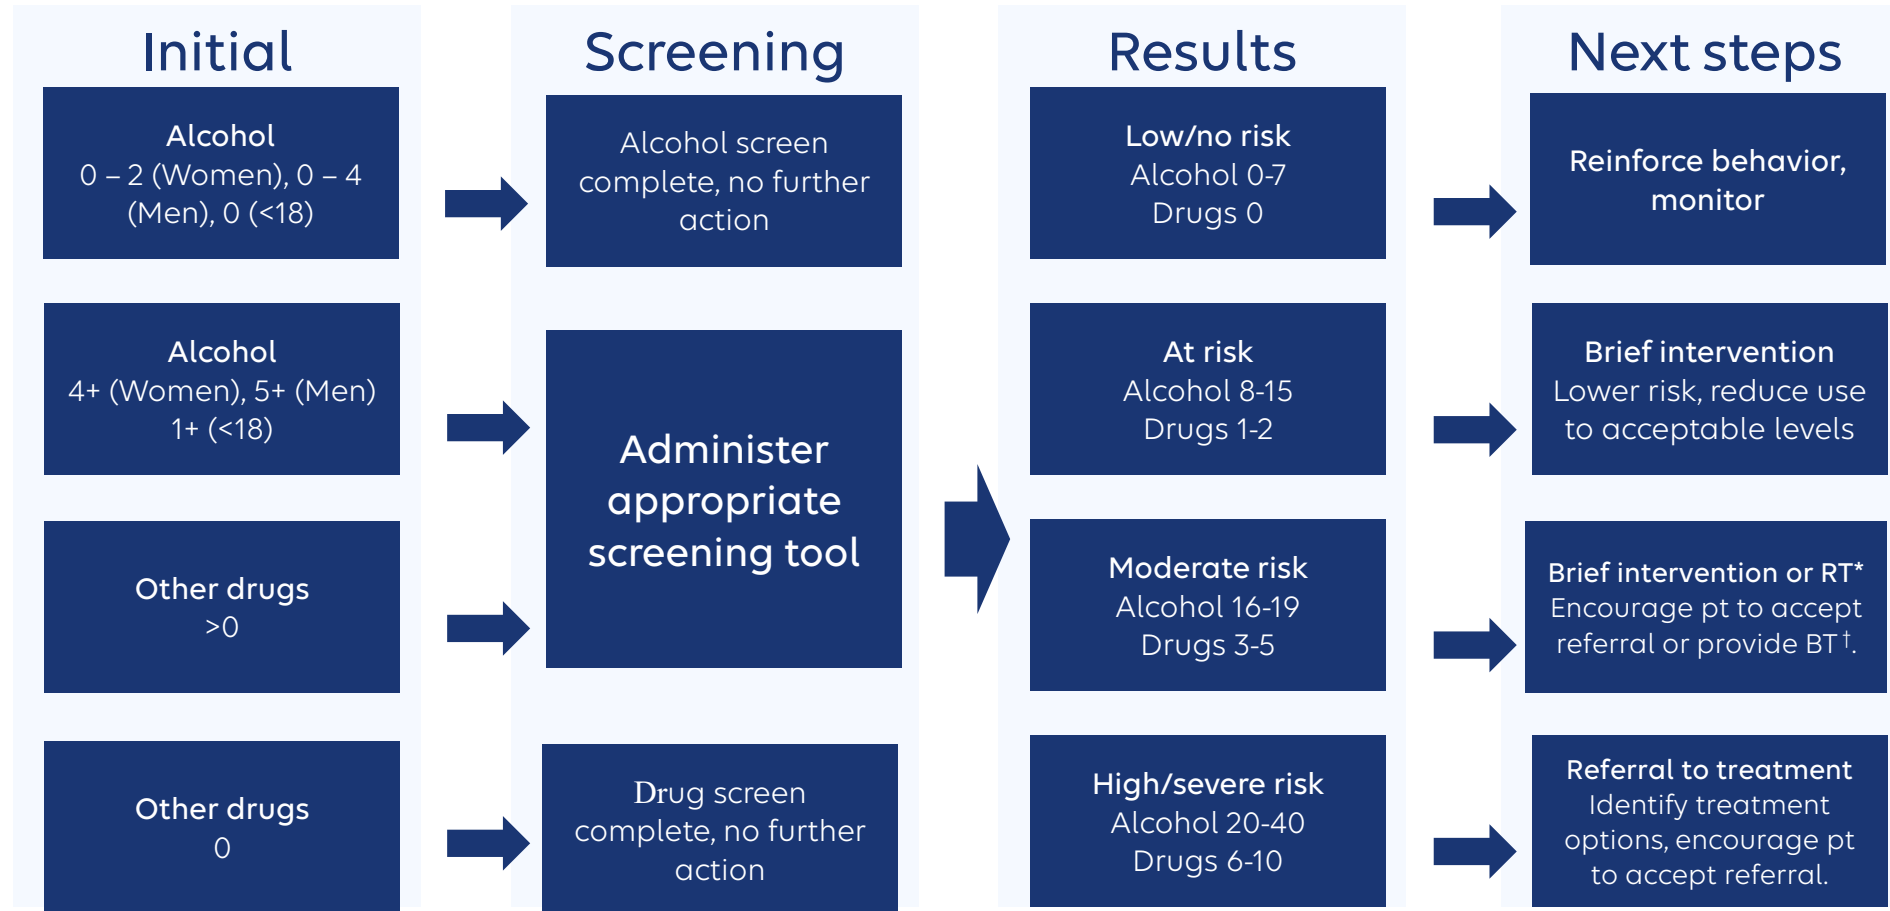 Initial
Alcohol
0 – 2 (Women), 0 – 4
(Men), 0 (<18)
Alcohol
4+ (Women), 5+ (Men)
1+ (<18)
Other drugs
>0
Other drugs
0
Screening
Alcohol screen
complete, no further
action
Administer
appropriate
screening tool
Drug screen
complete, no further
action
Results
Low/no risk
Alcohol 0-7
Drugs 0
At risk
Alcohol 8-15
Drugs 1-2
Moderate risk
Alcohol 16-19
Drugs 3-5
High/severe risk
Alcohol 20-40
Drugs 6-10
Next steps
Reinforce behavior,
monitor
Brief intervention
Lower risk, reduce use
to acceptable levels
Brief intervention or RT*
Encourage pt to accept
referral or provide BT†.
Referral to treatment
Identify treatment
options, encourage pt
to accept referral.